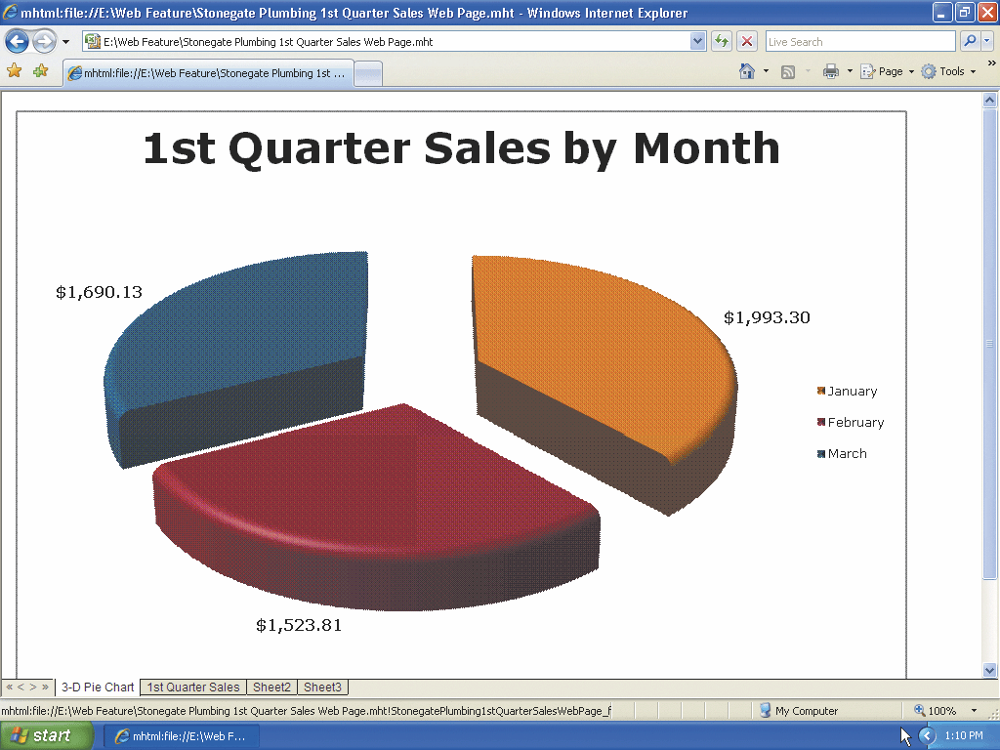 mhtml:file://E:\Web Feature\Stonegate Plumbing 1st Quarter Sales Web Page.mht - Windows Internet Explorer
E:\Web Feature\Stonegate Plumbing 1st Quarter Sales Web Page.mht
Live Search
mhtml:file://E:\Web Feature\Stonegate Plumbing 1st ...
Page
Tools
1st Quarter Sales by Month
$1,690.13
$1,993.30
January
February
March
$1,523.81
3-D Pie Chart
1st Quarter Sales
Sheet2
Sheet3
mhtml:file://E:\Web Feature\Stonegate Plumbing 1st Quarter Sales Web Page.mht!StonegatePlumbing1stQuarterSalesWebPage_f
My Computer
100%
start
mhtml:file://E:\Web F...
1:10 PM